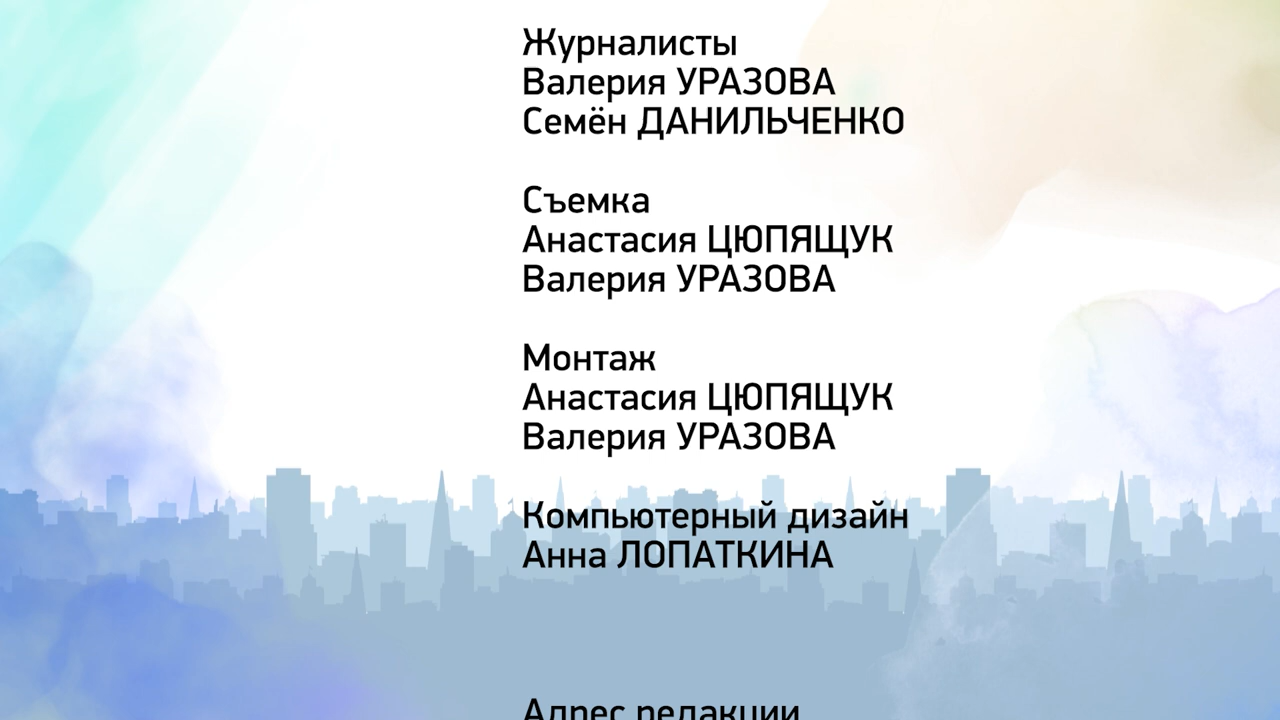 Журналисты
Валерия УРАЗОВА
Семён ДАНИЛЬЧЕНКО
Съемка
Анастасия ЦЮПЯЩУК
Валерия УРАЗОВА
Монтаж
Анастасия ЦЮПЯЩУК
Валерия УРАЗОВА
Компьютерный дизайн
Анна ЛОПАТКИНА
Адрес редакции